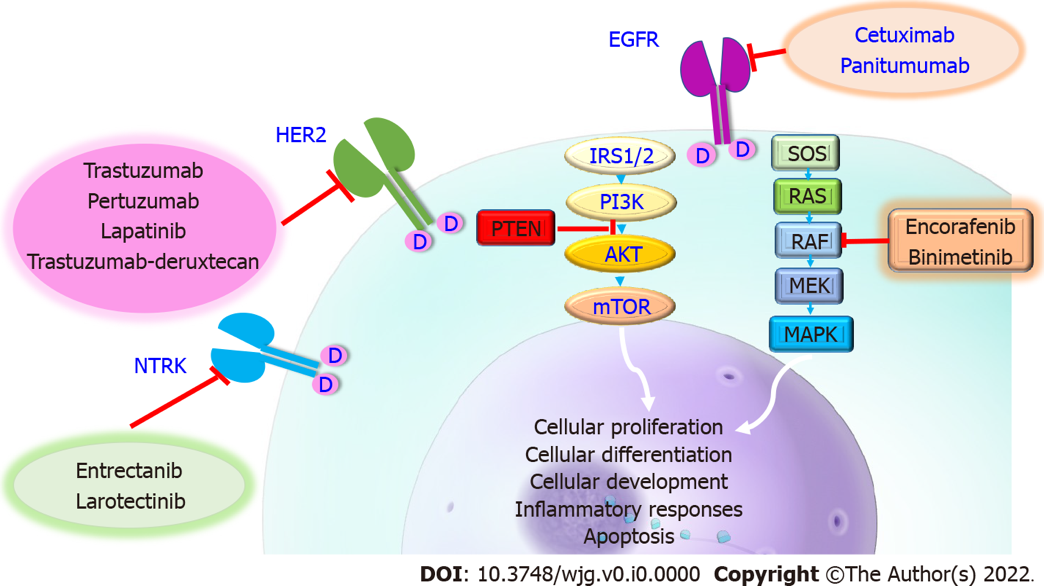 EGFR
Cetuximab
Panitumumab
HER2
Trastuzumab
Pertuzumab
Lapatinib
Trastuzumab-deruxtecan
D
D
D
D
IRS1/2
PI3K
PTEN
AKT
mTOR
SOS
RAS
RAF
MEK
MAPK
Encorafenib
Binimetinib
NTRK
D
D
Entrectanib
Larotectinib
Cellular proliferation
Cellular differentiation
Cellular development
Inflammatory responses
Apoptosis
DOI: 10.3748/wjg.v0.i0.0000 Copyright ©The Author(s) 2022.